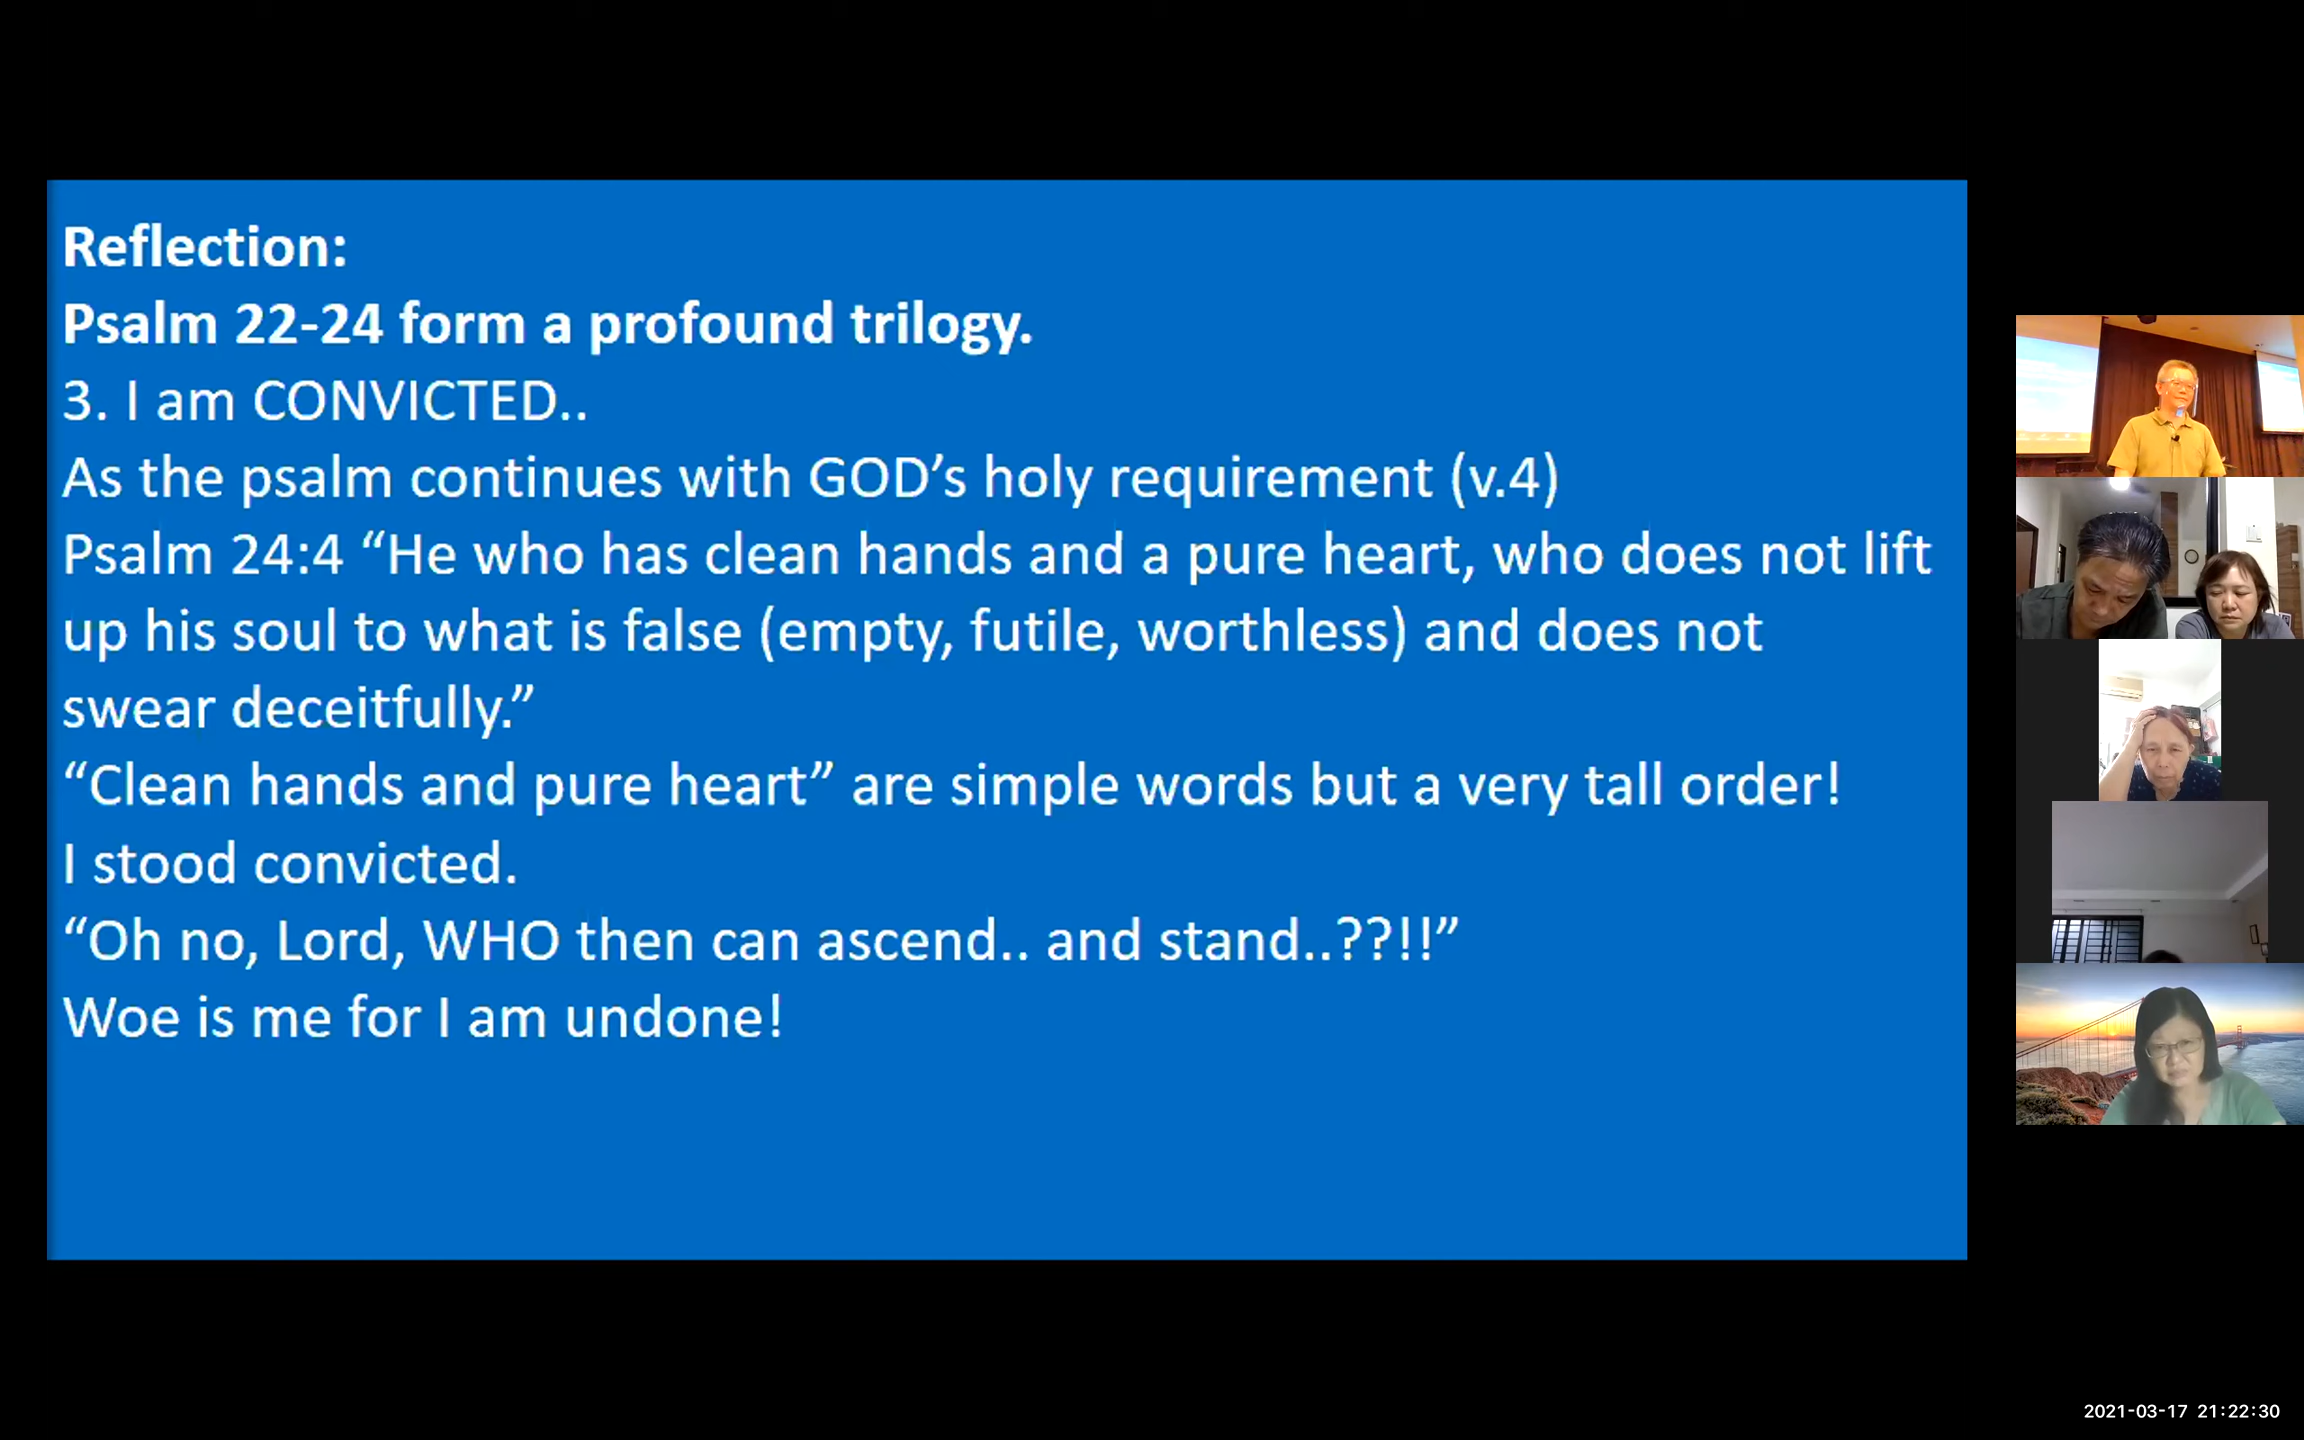 Reflection:
Psalm 22-24 form a profound trilogy.
3. I am CONVICTED..
As the psalm continues with GOD’s holy requirement (v.4)
Psalm 24:4 “He who has clean hands and a pure heart, who does not lift
up his soul to what is false (empty, futile, worthless) and does not
swear deceitfully.”
“Clean hands and pure heart” are simple words but a very tall order!
I stood convicted.
“Oh no, Lord, WHO then can ascend.. and stand..??!!”
Woe is me for I am undone!
2021-03-17 21:22:30